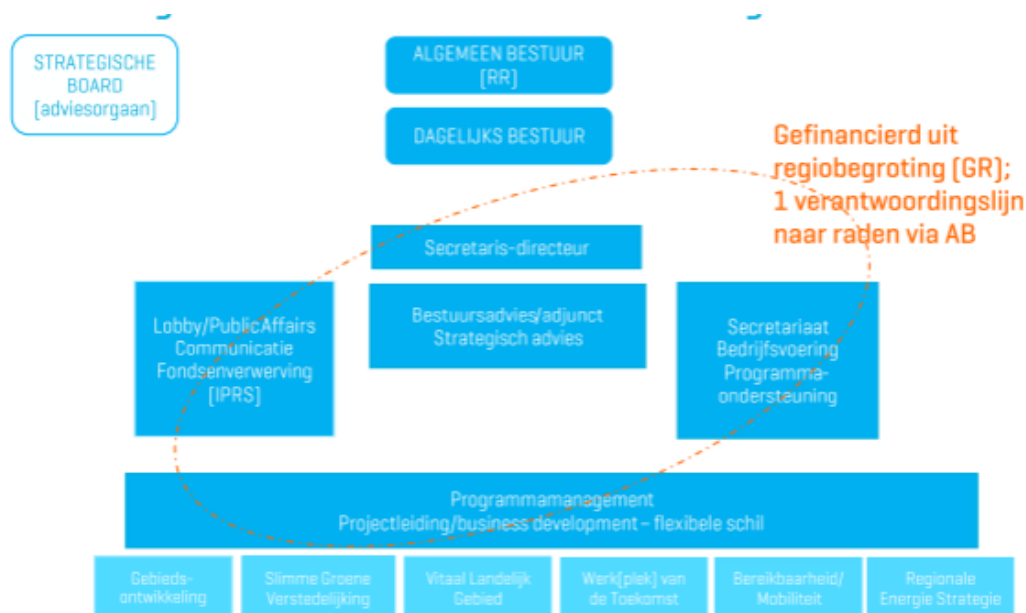 STRATEGISCHE
BOARD
[adviesorgaan]
ALGEMEEN BESTUUR
[RR]
DAGELIJKS BESTUUR
Gefinancierd uit
regiobegroting [GR];
1 verantwoordingslijn
naar raden via AB
Secretaris-directeur
Lobby/PublicAffairs
Communicatie
Fondsenverwerving
[IPRS]
Bestuursadvies/adjunct
Strategisch advies
Secretariaat
Bedrijfsvoering
Programma-
ondersteuning
Programmamanagement
Projectleiding/business development – flexibele schil
Gebieds-
ontwikkeling
Slimme Groene
Verstedelijking
Vitaal Landelijk
Gebied
Werk[plek] van
de Toekomst
Bereikbaarheid/
Mobiliteit
Regionale
Energie Strategie